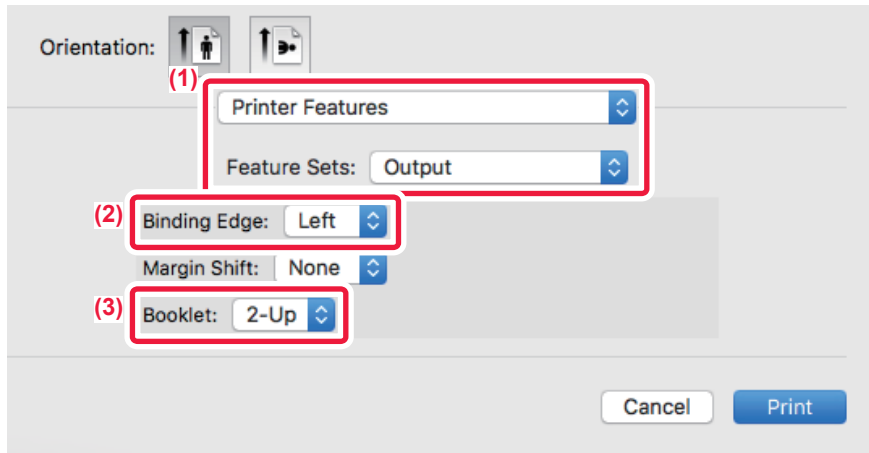 Orientation:
(1)
Printer Features
Feature Sets: Output
(2) Binding Edge: Left
Margin Shift: None
(3) Booklet: 2-Up
Cancel Print